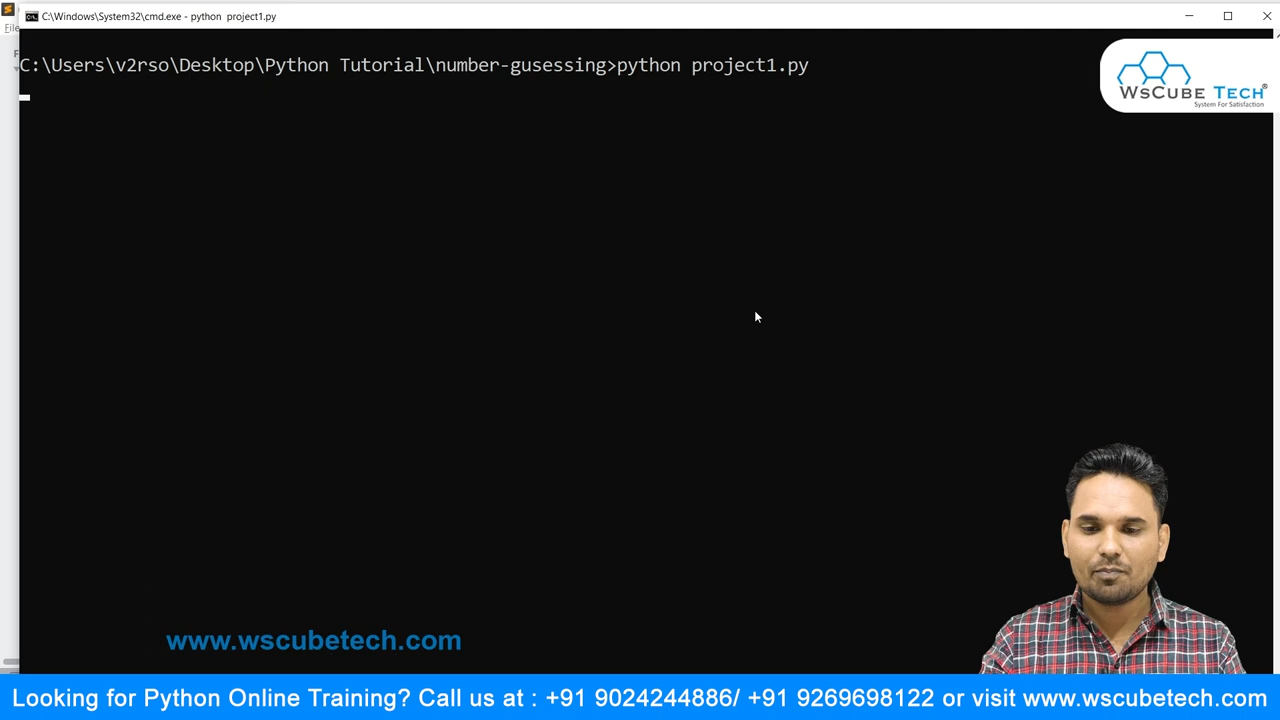 C:\Windows\System32\cmd.exe - python  project1.py
File
F
C:\Users\v2rso\Desktop\Python Tutorial\number-gusessing>python project1.py
WsCUBE TECH®
System For Satisfaction
www.wscubetech.com
Looking for Python Online Training? Call us at : +91 9024244886/ +91 9269698122 or visit www.wscubetech.com